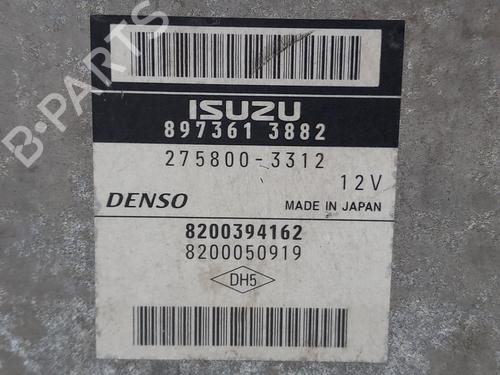 ISUZU
897361 3882
275800-3312
12V
DENSO
MADE IN JAPAN
8200394162
8200050919
DH5
B-PARTS